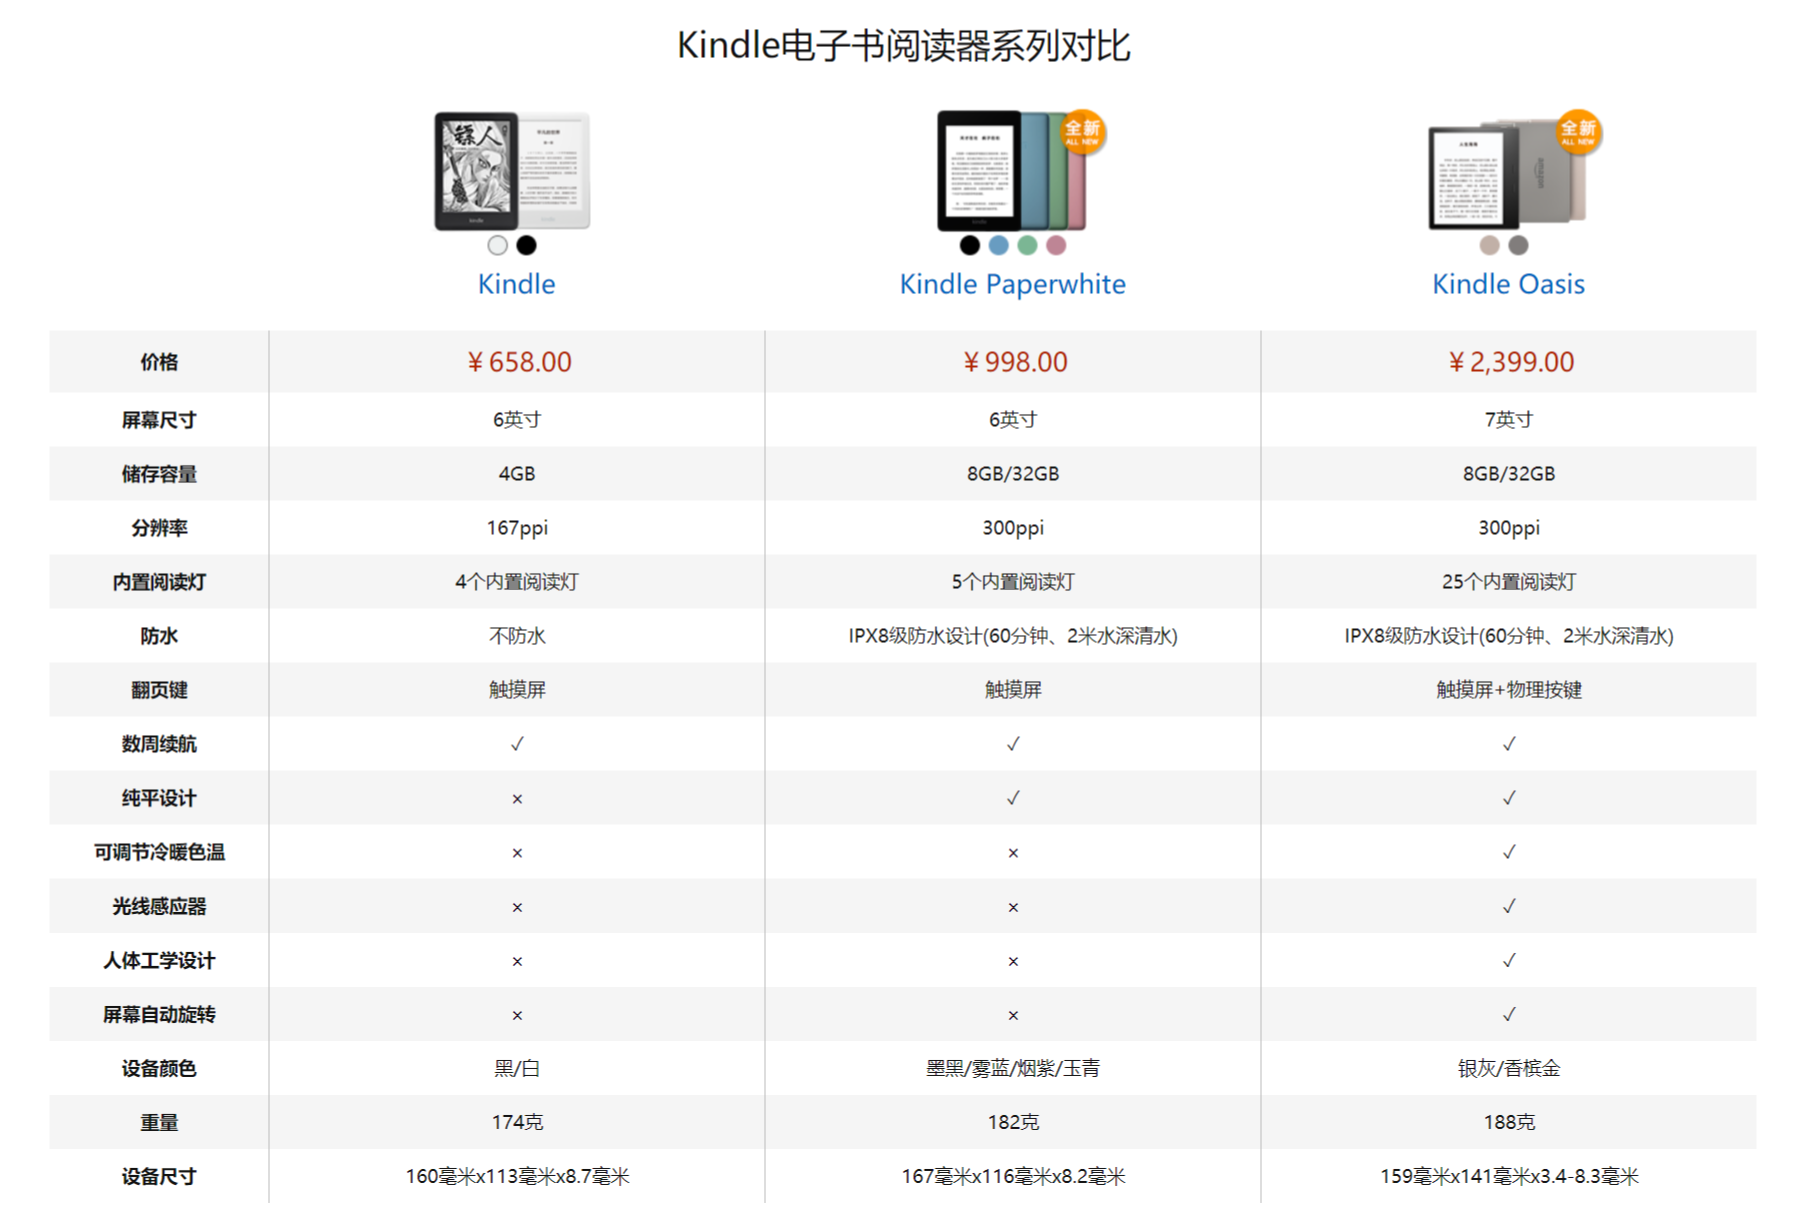 Kindle电子书阅读器系列对比
镖人
kindle
全新
ALL NEW
全新
ALL NEW
amazon
Kindle Kindle Paperwhite Kindle Oasis
价格 ¥658.00 ¥998.00 ¥2,399.00
屏幕尺寸 6英寸 6英寸 7英寸
储存容量 4GB 8GB/32GB 8GB/32GB
分辨率 167ppi 300ppi 300ppi
内置阅读灯 4个内置阅读灯 5个内置阅读灯 25个内置阅读灯
防水 不防水 IPX8级防水设计(60分钟、2米水深清水) IPX8级防水设计(60分钟、2米水深清水)
翻页键 触摸屏 触摸屏 触摸屏+物理按键
数周续航 √ √ √
纯平设计 × √ √
可调节冷暖色温 × × √
光线感应器 × × √
人体工学设计 × × √
屏幕自动旋转 × × √
设备颜色 黑/白 墨黑/雾蓝/烟紫/玉青 银灰/香槟金
重量 174克 182克 188克
设备尺寸 160毫米x113毫米x8.7毫米 167毫米x116毫米x8.2毫米 159毫米x141毫米x3.4-8.3毫米